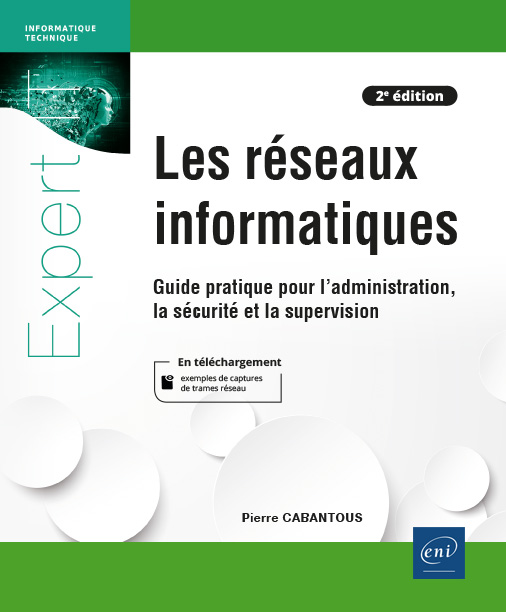 INFORMATIQUE
TECHNIQUE
Expert IT
2e édition
Les réseaux
informatiques
Guide pratique pour l'administration,
la sécurité et la supervision
En téléchargement
exemples de captures
de trames réseau
Pierre CABANTOUS
eni